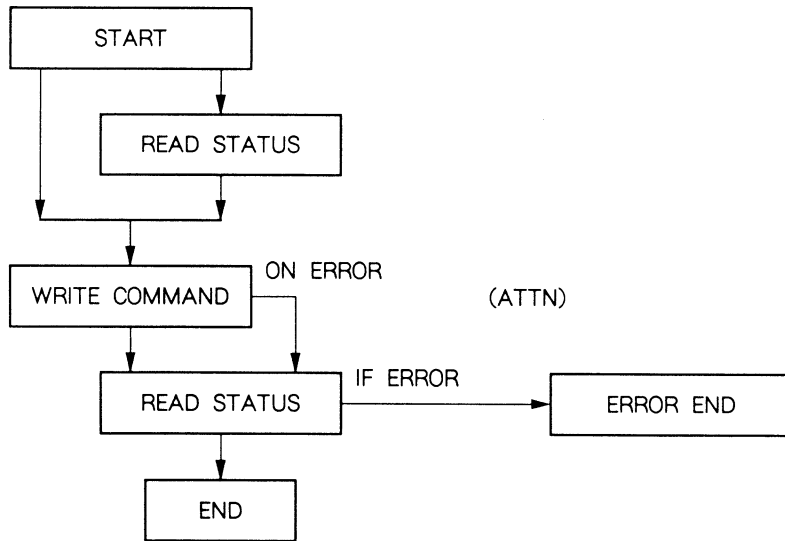 START
READ STATUS
ON ERROR
WRITE COMMAND
(ATTN)
IF ERROR
READ STATUS
ERROR END
END